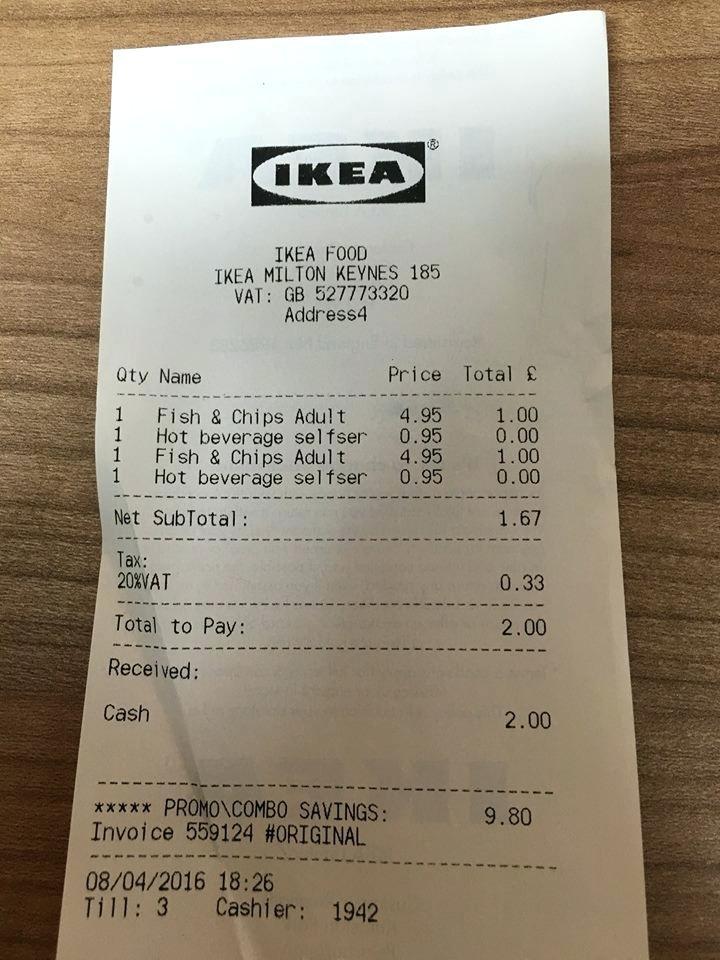 IKEA®
IKEA FOOD
IKEA MILTON KEYNES 185
VAT: GB 527773320
Address4
Qty Name Price Total £
1 Fish & Chips Adult 4.95 1.00
1 Hot beverage selfser 0.95 0.00
1 Fish & Chips Adult 4.95 1.00
1 Hot beverage selfser 0.95 0.00
Net SubTotal: 1.67
Tax:
20%VAT 0.33
Total to Pay: 2.00
Received:
Cash 2.00
***** PROMO\COMBO SAVINGS: 9.80
Invoice 559124 #ORIGINAL
08/04/2016 18:26
Till: 3 Cashier: 1942